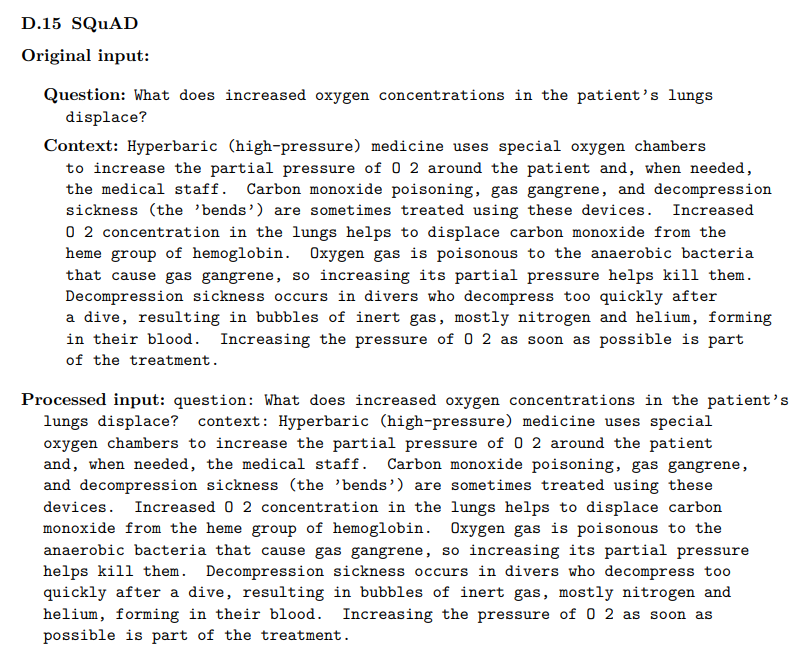 D.15 SQuAD
Original input:
Question: What does increased oxygen concentrations in the patient's lungs
displace?
Context: Hyperbaric (high-pressure) medicine uses special oxygen chambers
to increase the partial pressure of O 2 around the patient and, when needed,
the medical staff. Carbon monoxide poisoning, gas gangrene, and decompression
sickness (the 'bends') are sometimes treated using these devices. Increased
O 2 concentration in the lungs helps to displace carbon monoxide from the
heme group of hemoglobin. Oxygen gas is poisonous to the anaerobic bacteria
that cause gas gangrene, so increasing its partial pressure helps kill them.
Decompression sickness occurs in divers who decompress too quickly after
a dive, resulting in bubbles of inert gas, mostly nitrogen and helium, forming
in their blood. Increasing the pressure of O 2 as soon as possible is part
of the treatment.
Processed input: question: What does increased oxygen concentrations in the patient's
lungs displace? context: Hyperbaric (high-pressure) medicine uses special
oxygen chambers to increase the partial pressure of O 2 around the patient
and, when needed, the medical staff. Carbon monoxide poisoning, gas gangrene,
and decompression sickness (the 'bends') are sometimes treated using these
devices. Increased O 2 concentration in the lungs helps to displace carbon
monoxide from the heme group of hemoglobin. Oxygen gas is poisonous to the
anaerobic bacteria that cause gas gangrene, so increasing its partial pressure
helps kill them. Decompression sickness occurs in divers who decompress too
quickly after a dive, resulting in bubbles of inert gas, mostly nitrogen and
helium, forming in their blood. Increasing the pressure of O 2 as soon as
possible is part of the treatment.